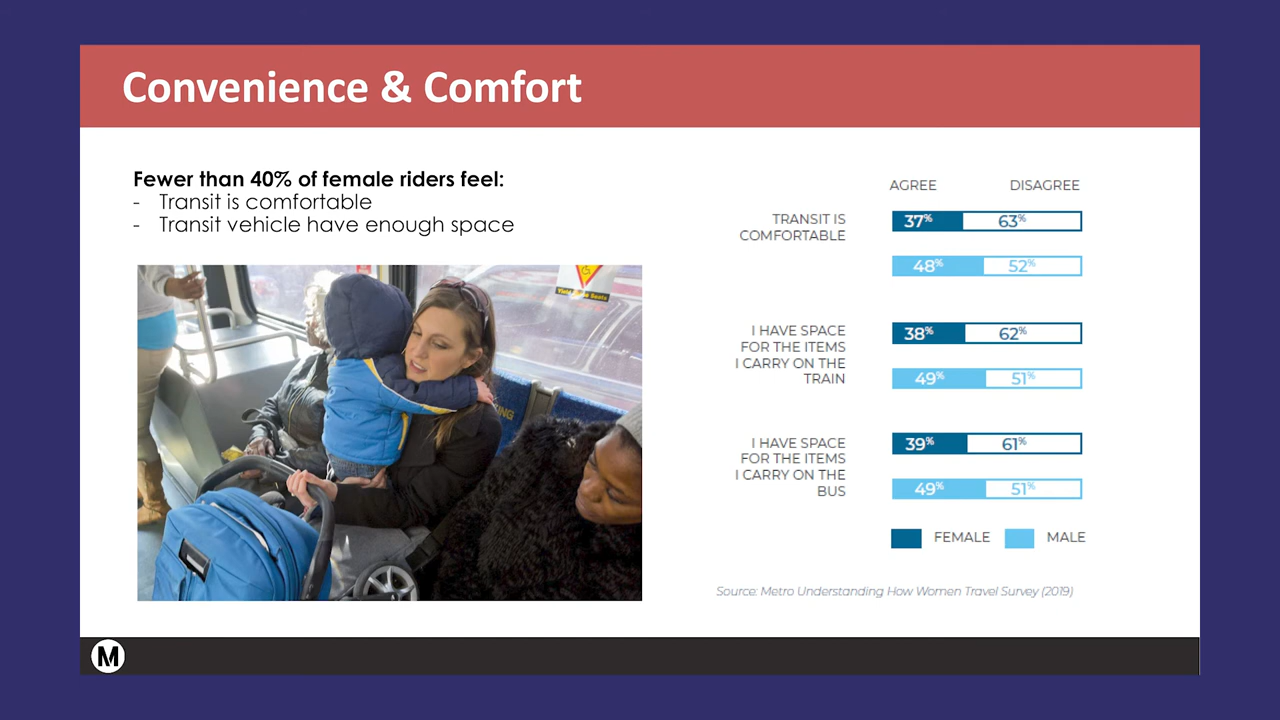 Convenience & Comfort
Fewer than 40% of female riders feel:
- Transit is comfortable
- Transit vehicle have enough space
AGREE DISAGREE
TRANSIT IS
COMFORTABLE
37% 63%
48% 52%
I HAVE SPACE
FOR THE ITEMS
I CARRY ON THE
TRAIN
38% 62%
49% 51%
I HAVE SPACE
FOR THE ITEMS
I CARRY ON THE
BUS
39% 61%
49% 51%
FEMALE MALE
Source: Metro Understanding How Women Travel Survey (2019)
M